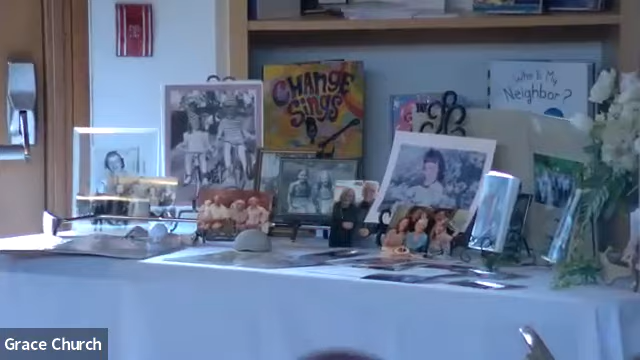 CHANGE
Sings
Who Is My
Neighbor?
Grace Church